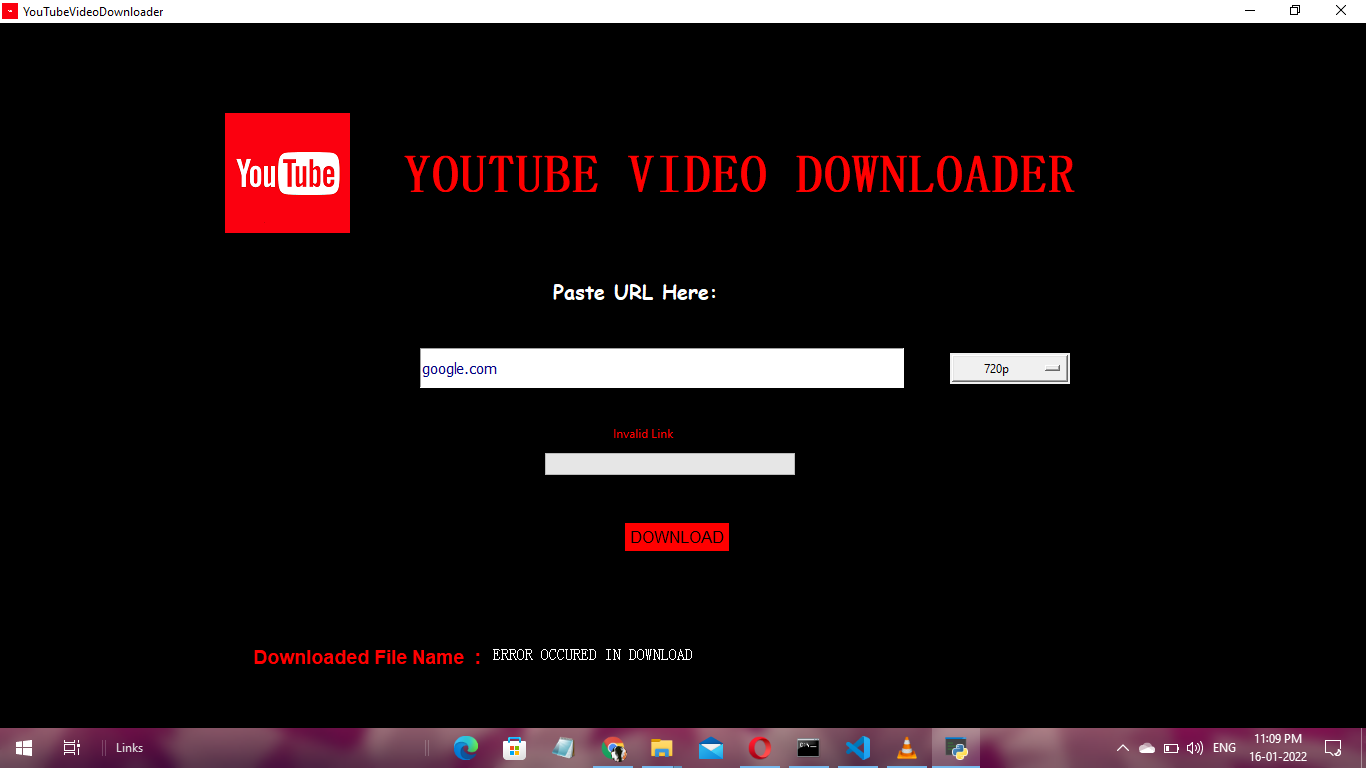 YouTubeVideoDownloader
YouTube
YOUTUBE VIDEO DOWNLOADER
Paste URL Here:
google.com
720p
Invalid Link
DOWNLOAD
Downloaded File Name : ERROR OCCURED IN DOWNLOAD
Links
ENG
11:09 PM
16-01-2022